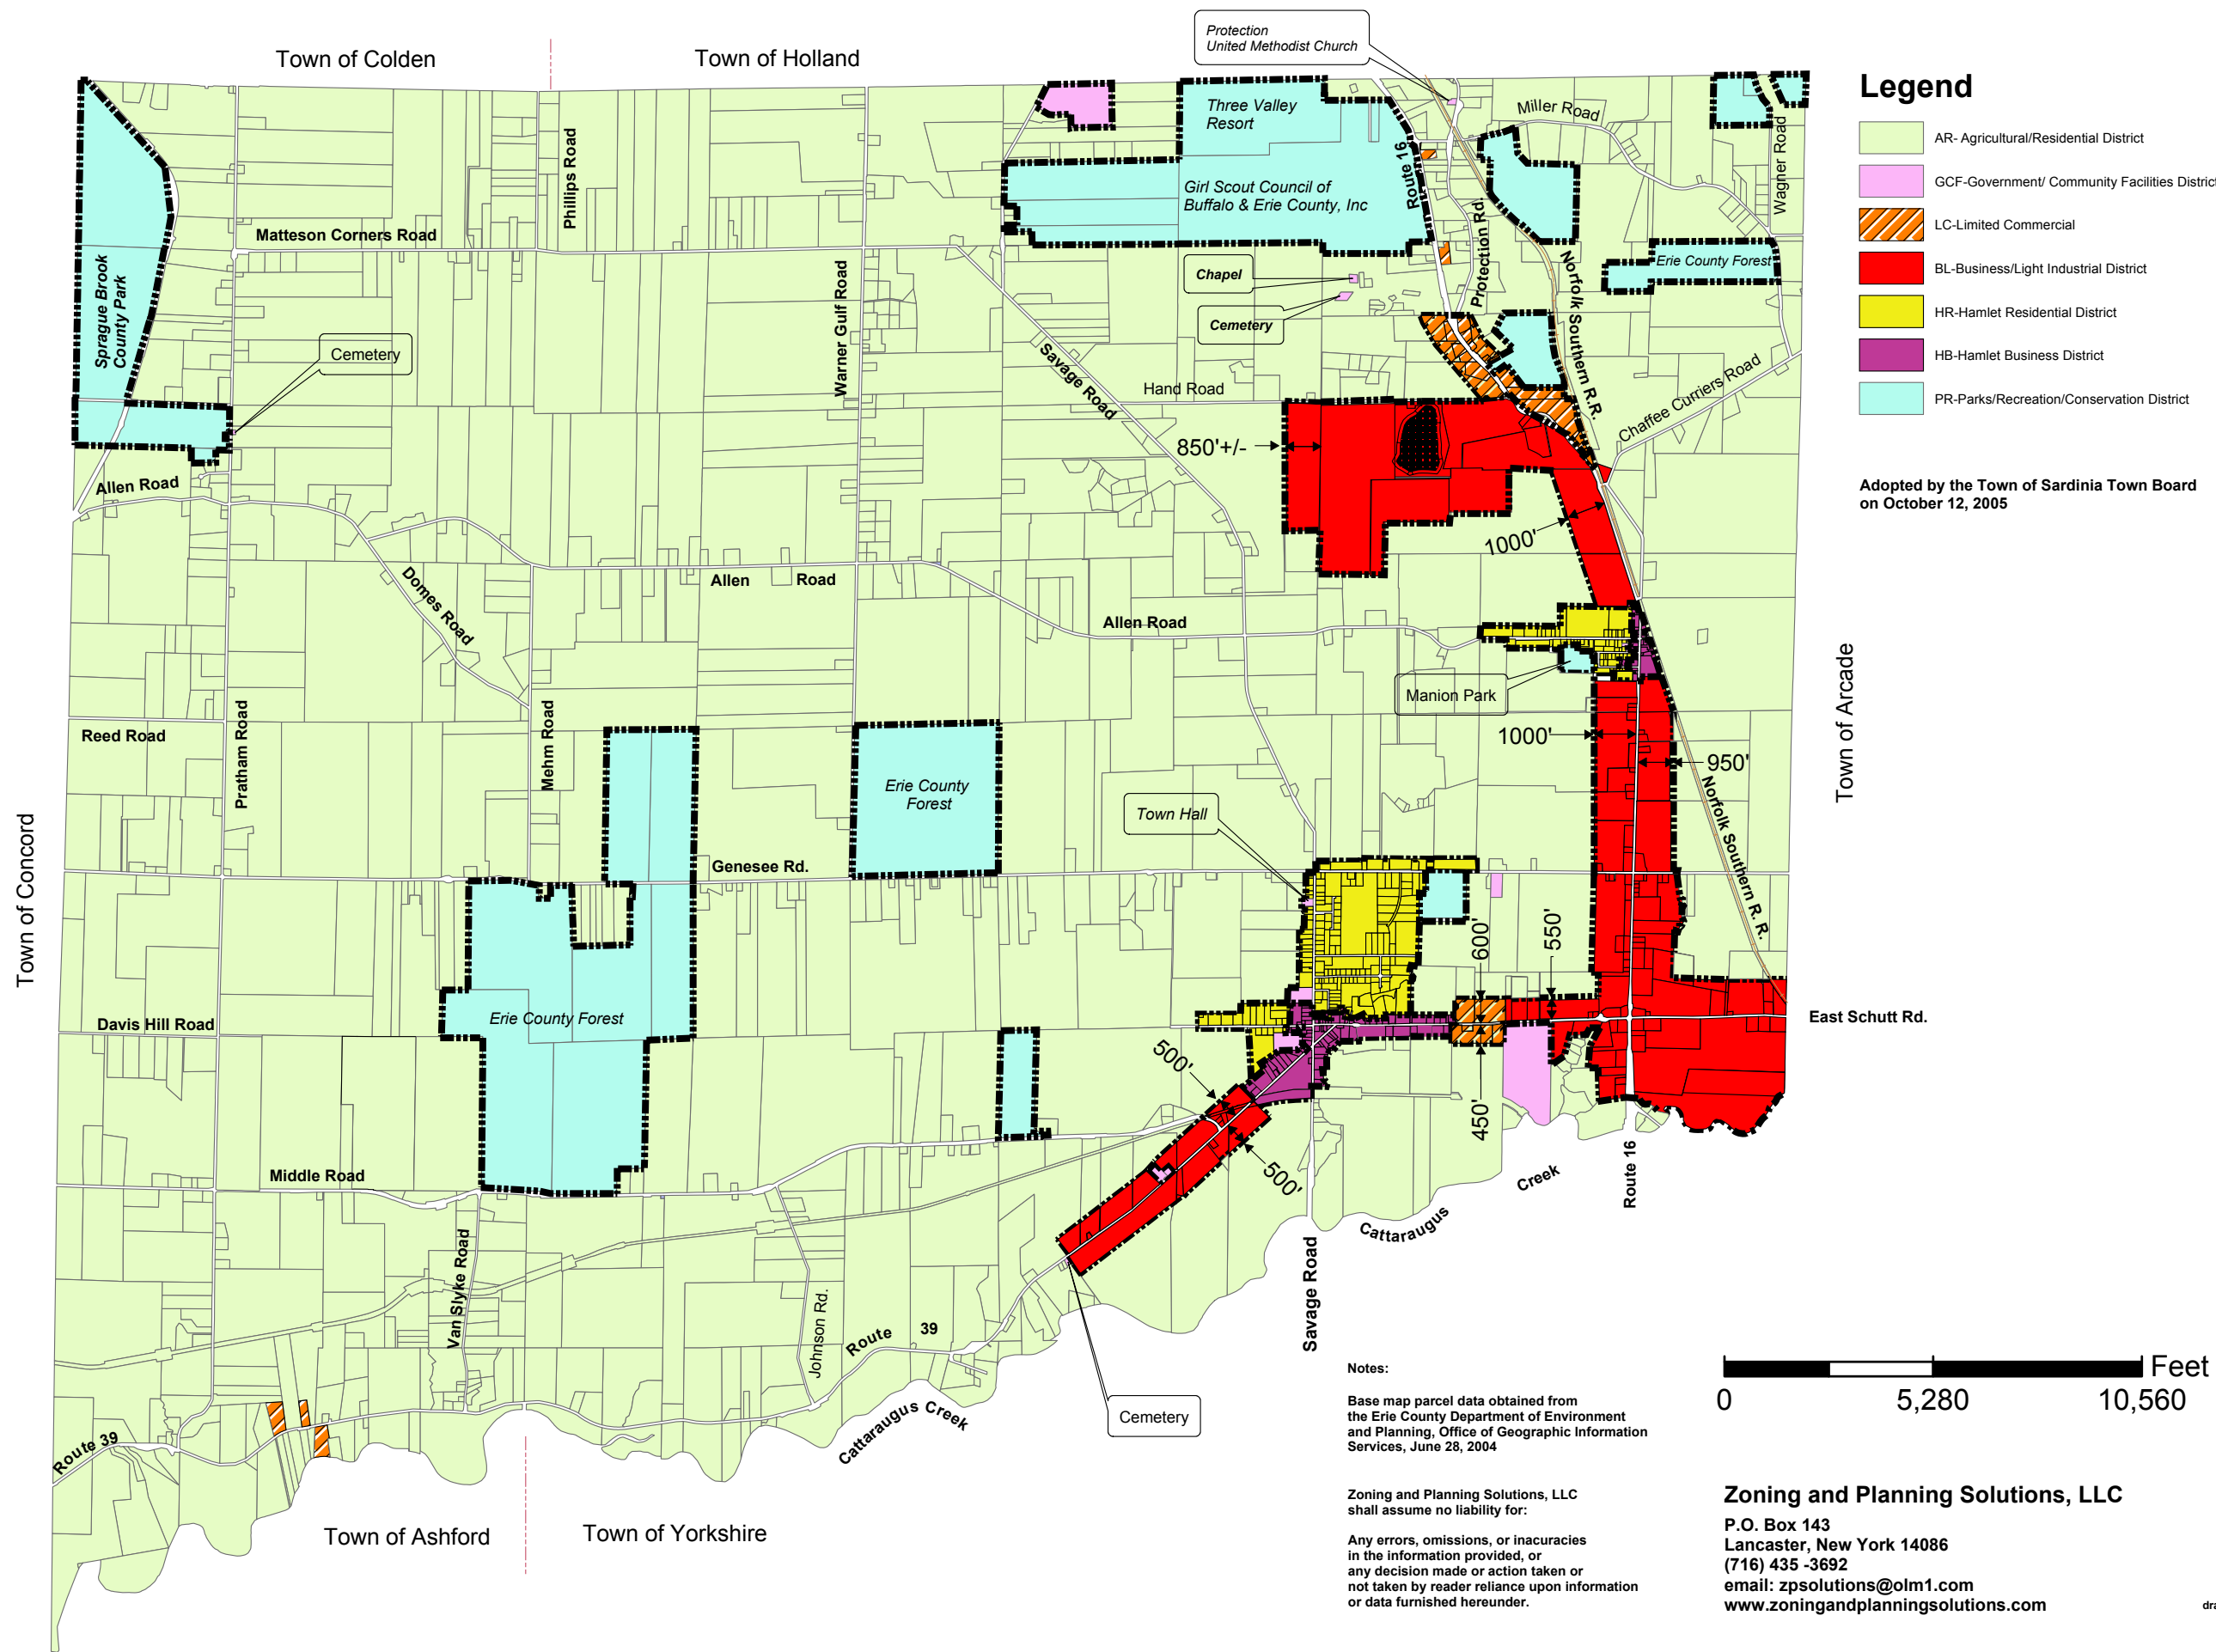 Town of Colden
Town of Holland
Protection
United Methodist Church
Legend
AR- Agricultural/Residential District
GCF-Government/ Community Facilities District
LC-Limited Commercial
BL-Business/Light Industrial District
HR-Hamlet Residential District
HB-Hamlet Business District
PR-Parks/Recreation/Conservation District
Adopted by the Town of Sardinia Town Board
on October 12, 2005
Three Valley
Resort
Girl Scout Council of
Buffalo & Erie County, Inc
Route 16
Miller Road
Wagner Road
Protection Rd.
Norfolk Southern R.R.
Erie County Forest
Phillips Road
Matteson Corners Road
Sprague Brook
County Park
Cemetery
Warner Gulf Road
Savage Road
Chapel
Cemetery
Hand Road
Chaffee Curriers Road
850'+/-
1000'
Allen Road
Domes Road
Allen Road
Allen Road
Manion Park
Town of Arcade
Reed Road
Pratham Road
Mehm Road
Erie County
Forest
Town Hall
1000'
950'
Norfolk Southern R. R.
Town of Concord
Genesee Rd.
600'
550'
Davis Hill Road
Erie County Forest
East Schutt Rd.
500'
500'
450'
Middle Road
Creek
Cattaraugus
Route 16
Van Slyke Road
Johnson Rd.
Route 39
Savage Road
Cemetery
Cattaraugus Creek
Route 39
Town of Ashford
Town of Yorkshire
Feet
0 5,280 10,560
Notes:
Base map parcel data obtained from
the Erie County Department of Environment
and Planning, Office of Geographic Information
Services, June 28, 2004
Zoning and Planning Solutions, LLC
shall assume no liability for:
Any errors, omissions, or inacuracies
in the information provided, or
any decision made or action taken or
not taken by reader reliance upon information
or data furnished hereunder.
Zoning and Planning Solutions, LLC
P.O. Box 143
Lancaster, New York 14086
(716) 435 -3692
email: zpsolutions@olm1.com
www.zoningandplanningsolutions.com
dra